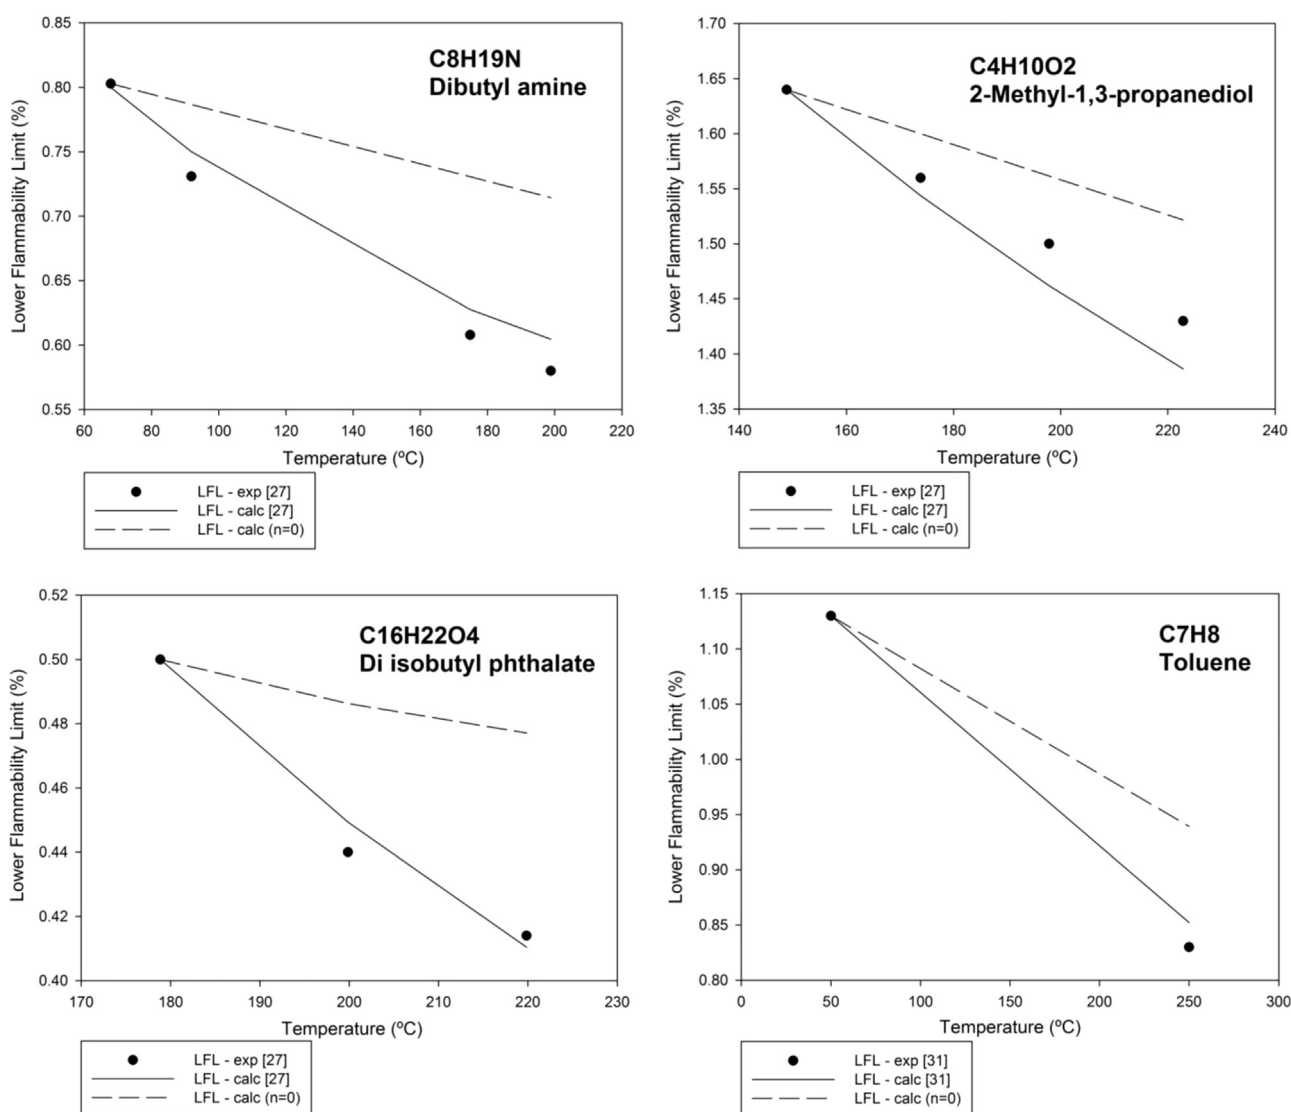 C8H19N
Dibutyl amine
Lower Flammability Limit (%)
0.85
0.80
0.75
0.70
0.65
0.60
0.55
60 80 100 120 140 160 180 200 220
Temperature (ºC)
LFL - exp [27]
LFL - calc [27]
LFL - calc (n=0)
C4H10O2
2-Methyl-1,3-propanediol
Lower Flammability Limit (%)
1.70
1.65
1.60
1.55
1.50
1.45
1.40
1.35
140 160 180 200 220 240
Temperature (ºC)
LFL - exp [27]
LFL - calc [27]
LFL - calc (n=0)
C16H22O4
Di isobutyl phthalate
Lower Flammability Limit (%)
0.52
0.50
0.48
0.46
0.44
0.42
0.40
170 180 190 200 210 220 230
Temperature (ºC)
LFL - exp [27]
LFL - calc [27]
LFL - calc (n=0)
C7H8
Toluene
Lower Flammability Limit (%)
1.15
1.10
1.05
1.00
0.95
0.90
0.85
0.80
0 50 100 150 200 250 300
Temperature (ºC)
LFL - exp [31]
LFL - calc [31]
LFL - calc (n=0)